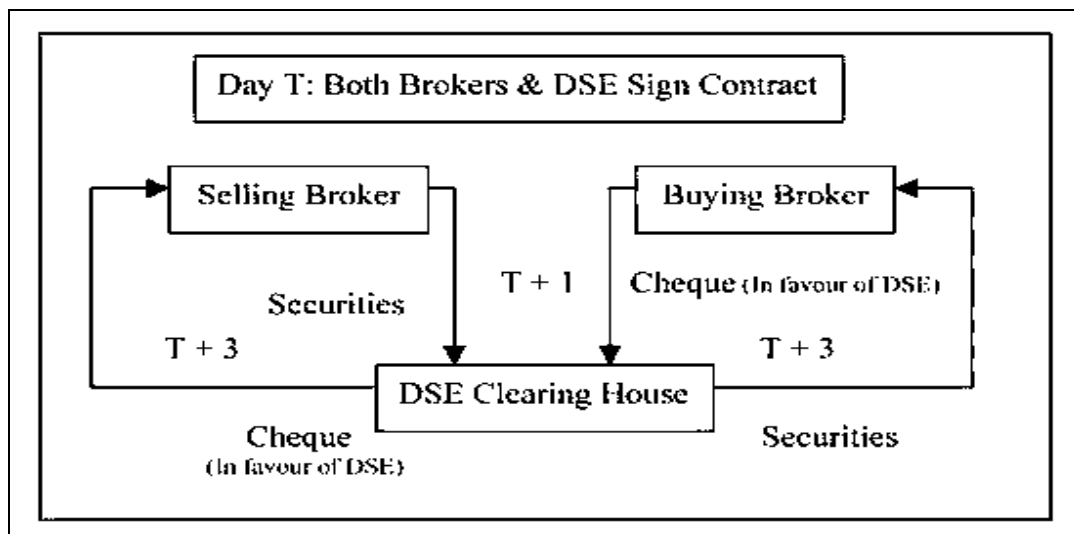 Day T: Both Brokers & DSE Sign Contract
Selling Broker
Buying Broker
T + 1
Cheque (In favour of DSE)
Securities
T + 3
T + 3
DSE Clearing House
Cheque
(In favour of DSE)
Securities